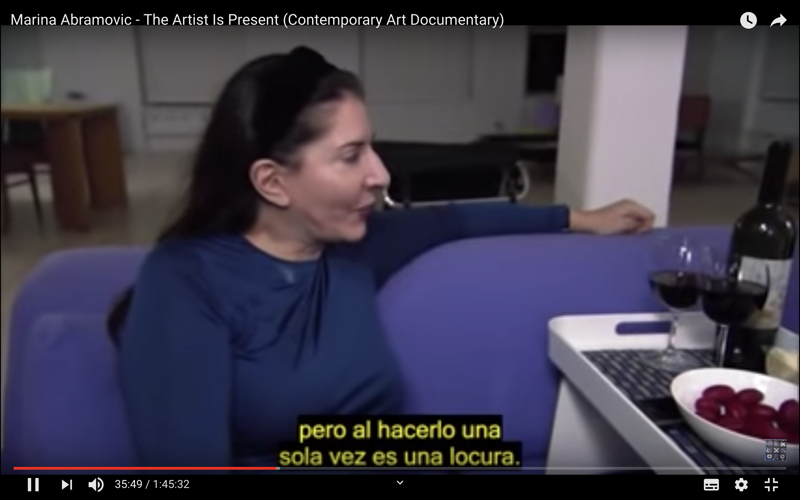 Marina Abramovic - The Artist Is Present (Contemporary Art Documentary)
pero al hacerlo una
sola vez es una locura.
35:49 / 1:45:32